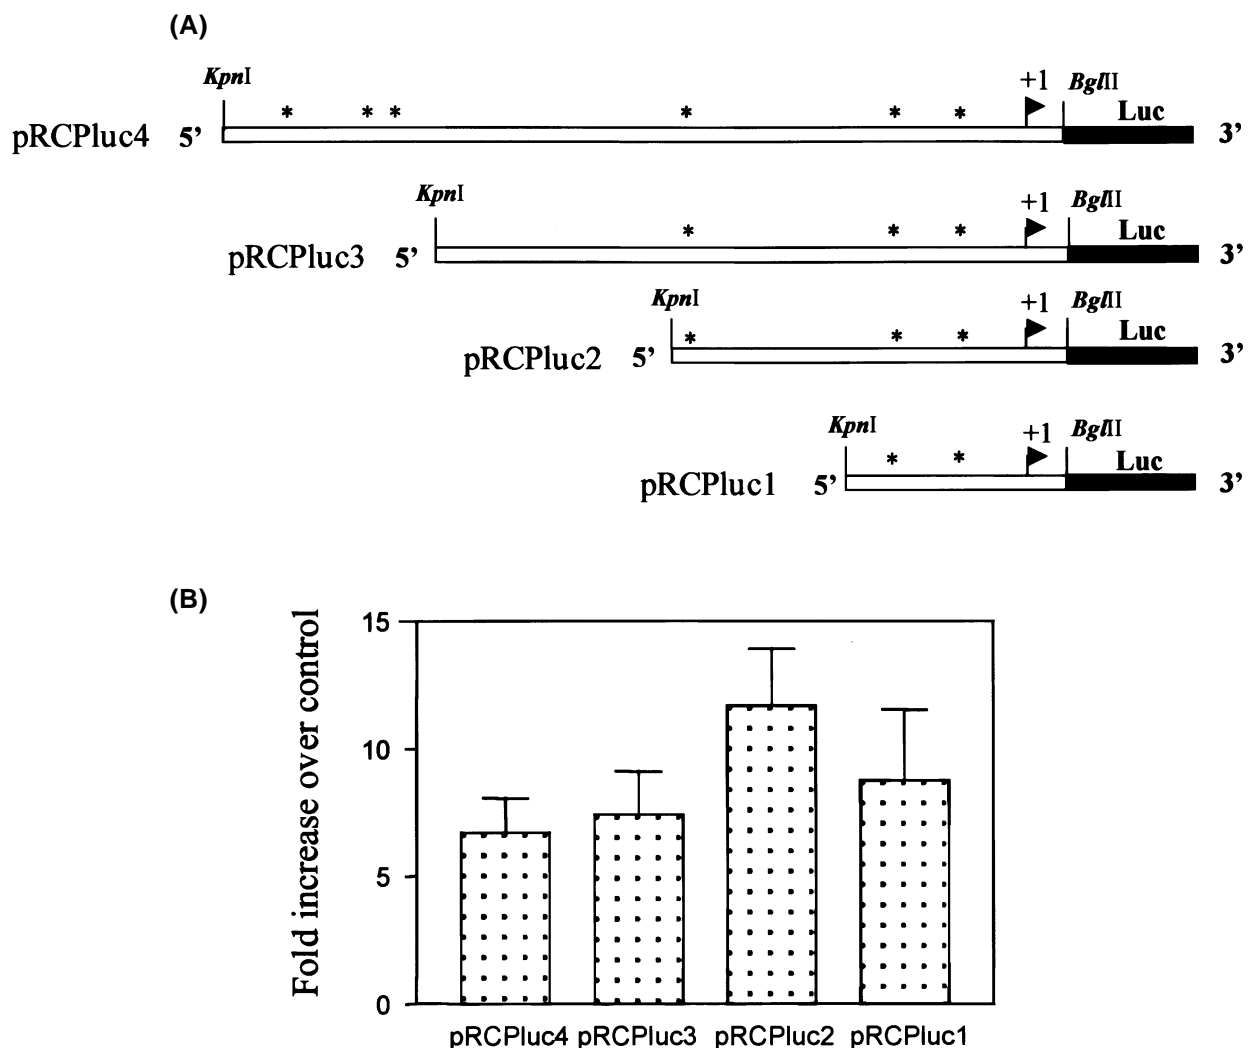 (A)
KpnI +1 BglII
* * * * * * Luc
pRCPluc4 5’ 3’
KpnI +1 BglII
* * * Luc
pRCPluc3 5’ 3’
KpnI +1 BglII
* * * Luc
pRCPluc2 5’ 3’
KpnI +1 BglII
* * Luc
pRCPluc1 5’ 3’
(B)
Fold increase over control
15
10
5
0
pRCPluc4 pRCPluc3 pRCPluc2 pRCPluc1